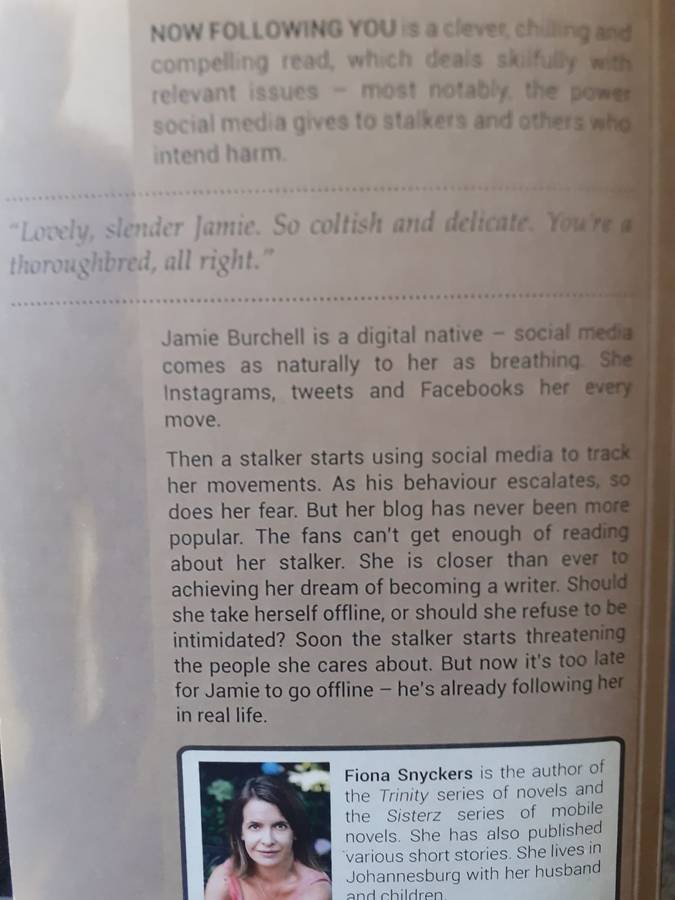 NOW FOLLOWING YOU is a clever, chilling and
compelling read, which deals skilfully with
relevant issues – most notably, the power
social media gives to stalkers and others who
intend harm.
"Lovely, slender Jamie. So coltish and delicate. You're a
thoroughbred, all right."
Jamie Burchell is a digital native – social media
comes as naturally to her as breathing. She
Instagrams, tweets and Facebooks her every
move.
Then a stalker starts using social media to track
her movements. As his behaviour escalates, so
does her fear. But her blog has never been more
popular. The fans can't get enough of reading
about her stalker. She is closer than ever to
achieving her dream of becoming a writer. Should
she take herself offline, or should she refuse to be
intimidated? Soon the stalker starts threatening
the people she cares about. But now it's too late
for Jamie to go offline – he's already following her
in real life.
Fiona Snyckers is the author of
the Trinity series of novels and
the Sisterz series of mobile
novels. She has also published
various short stories. She lives in
Johannesburg with her husband
and children.